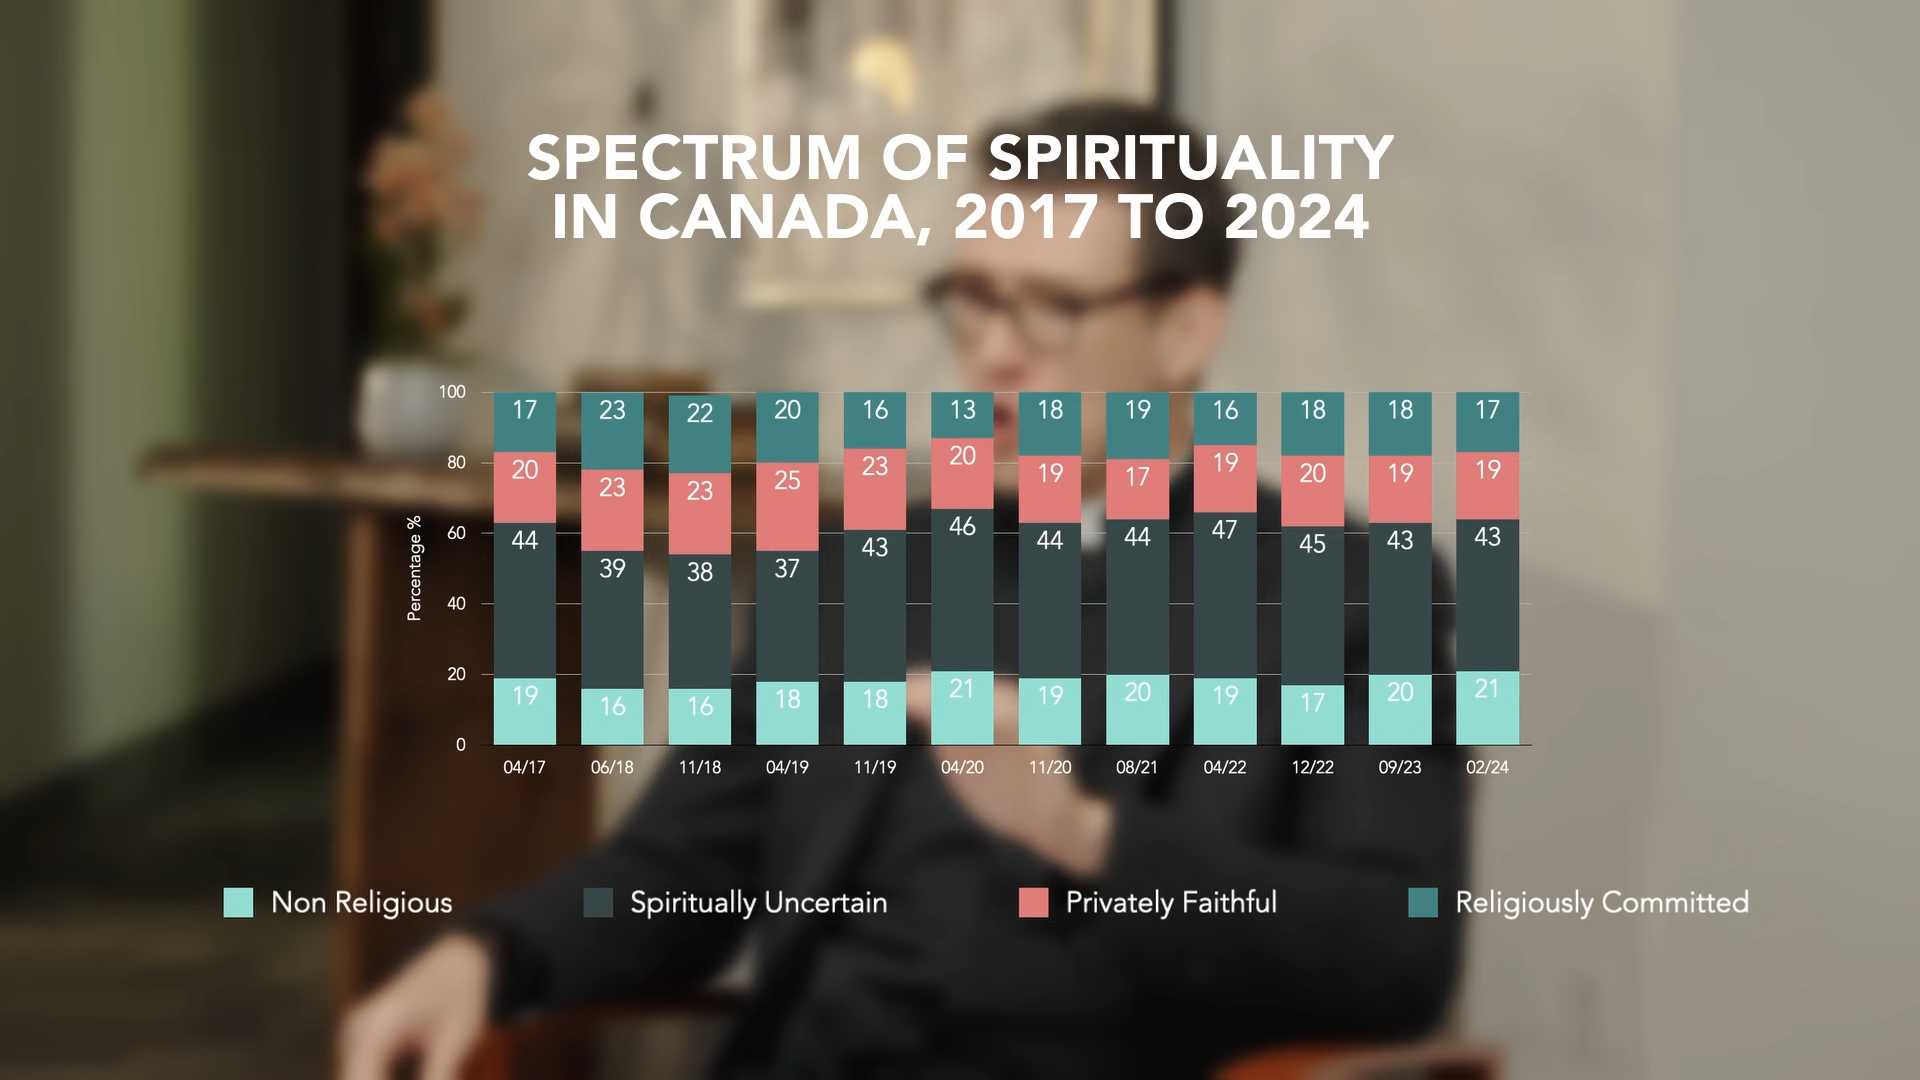 SPECTRUM OF SPIRITUALITY
IN CANADA, 2017 TO 2024
Percentage %
100
80
60
40
20
0
17 23 22 20 16 13 18 19 16 18 18 17
20 23 23 25 23 20 19 17 19 20 19 19
44 39 38 37 43 46 44 44 47 45 43 43
19 16 16 18 18 21 19 20 19 17 20 21
04/17 06/18 11/18 04/19 11/19 04/20 11/20 08/21 04/22 12/22 09/23 02/24
Non Religious Spiritually Uncertain Privately Faithful Religiously Committed